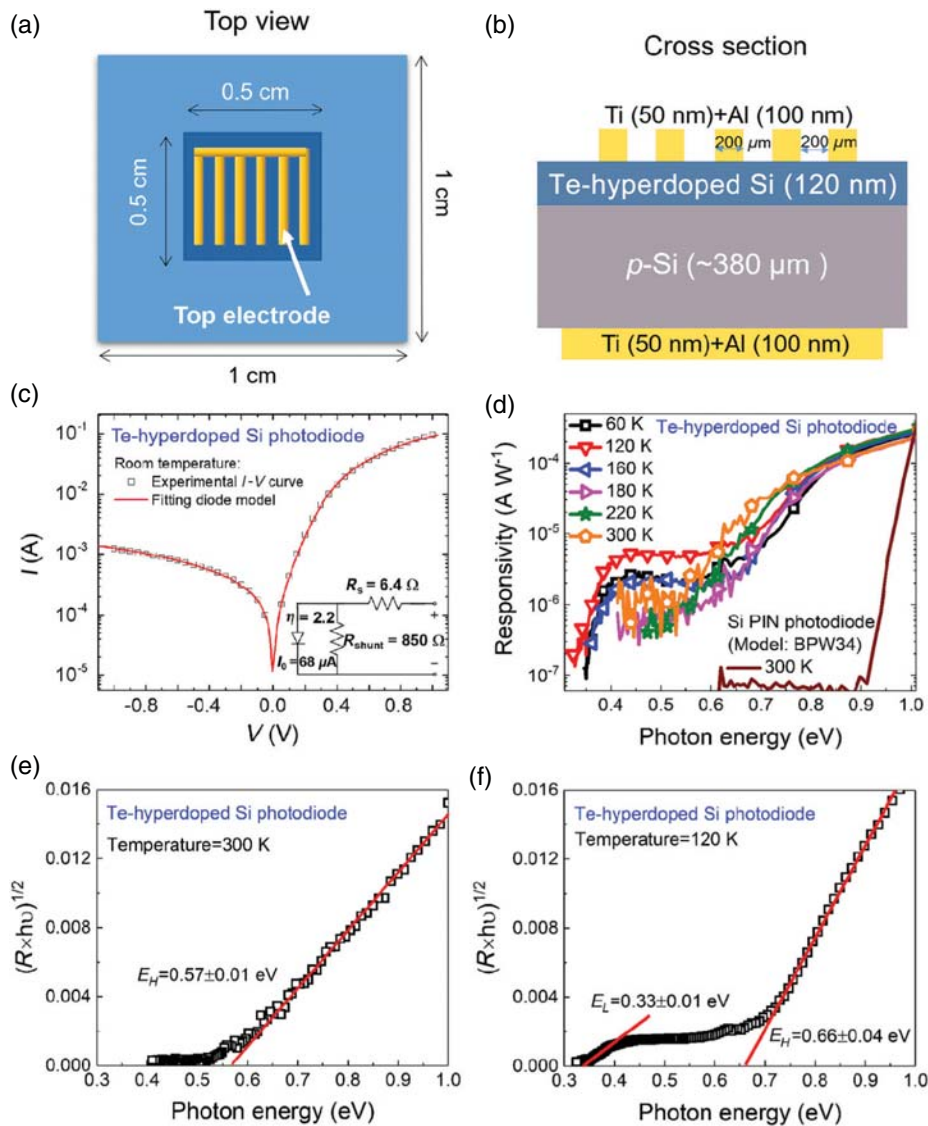 (a)
Top view
0.5 cm
0.5 cm
1 cm
Top electrode
1 cm
(b)
Cross section
Ti (50 nm)+Al (100 nm)
200 μm 200 μm
Te-hyperdoped Si (120 nm)
p-Si (~380 μm )
Ti (50 nm)+Al (100 nm)
(c)
Te-hyperdoped Si photodiode
Room temperature:
Experimental I-V curve
Fitting diode model
Rs = 6.4 Ω
η = 2.2
Rshunt = 850 Ω
I0 =68 μA
+
−
10-1
10-2
10-3
10-4
10-5
I (A)
-0.8 -0.4 0.0 0.4 0.8
V (V)
(d)
60 K
120 K
160 K
180 K
220 K
300 K
Te-hyperdoped Si photodiode
Si PIN photodiode
(Model: BPW34)
300 K
10-4
10-5
10-6
10-7
Responsivity (A W-1)
0.4 0.5 0.6 0.7 0.8 0.9 1.0
Photon energy (eV)
(e)
Te-hyperdoped Si photodiode
Temperature=300 K
EH=0.57±0.01 eV
0.016
0.012
0.008
0.004
0.000
(R×hυ)1/2
0.3 0.4 0.5 0.6 0.7 0.8 0.9 1.0
Photon energy (eV)
(f)
Te-hyperdoped Si photodiode
Temperature=120 K
EL=0.33±0.01 eV
EH=0.66±0.04 eV
0.016
0.012
0.008
0.004
0.000
(R×hυ)1/2
0.3 0.4 0.5 0.6 0.7 0.8 0.9 1.0
Photon energy (eV)